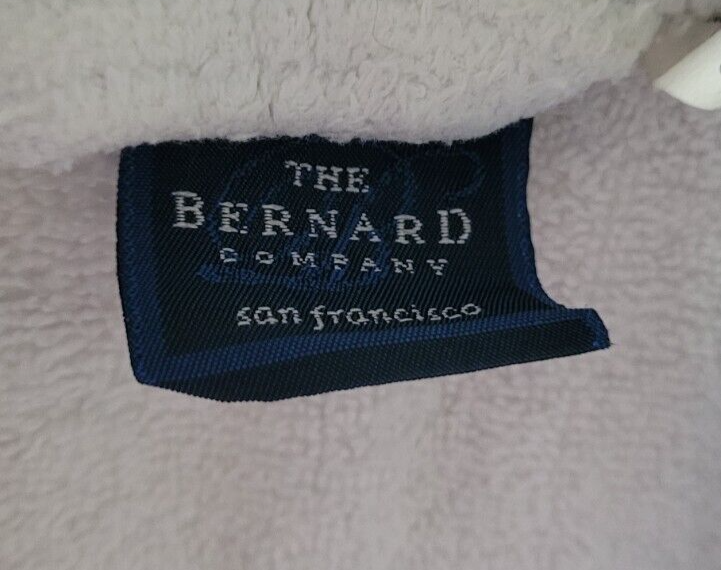 THE
BERNARD
COMPANY
san francisco